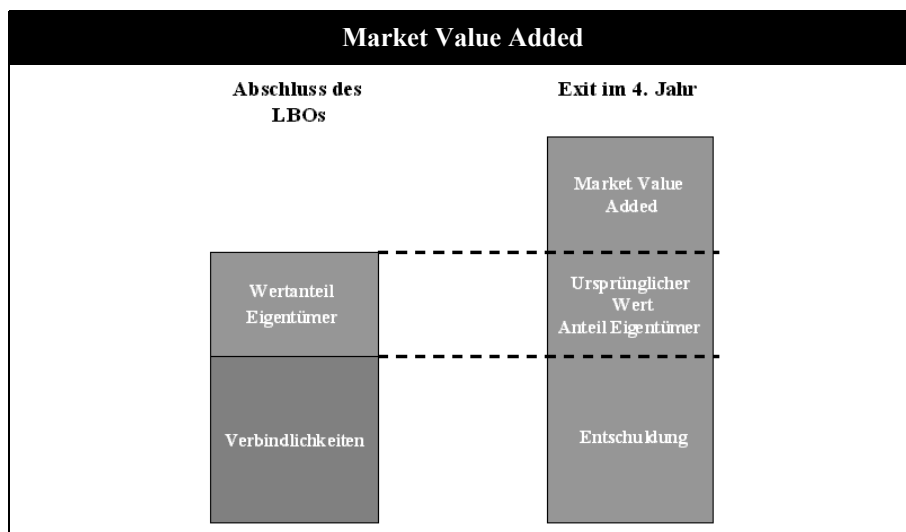 Market Value Added
Abschluss des
LBOs
Exit im 4. Jahr
Market Value
Added
Wertanteil
Eigentümer
Ursprünglicher
Wert
Anteil Eigentümer
Verbindlichkeiten
Entschuldung